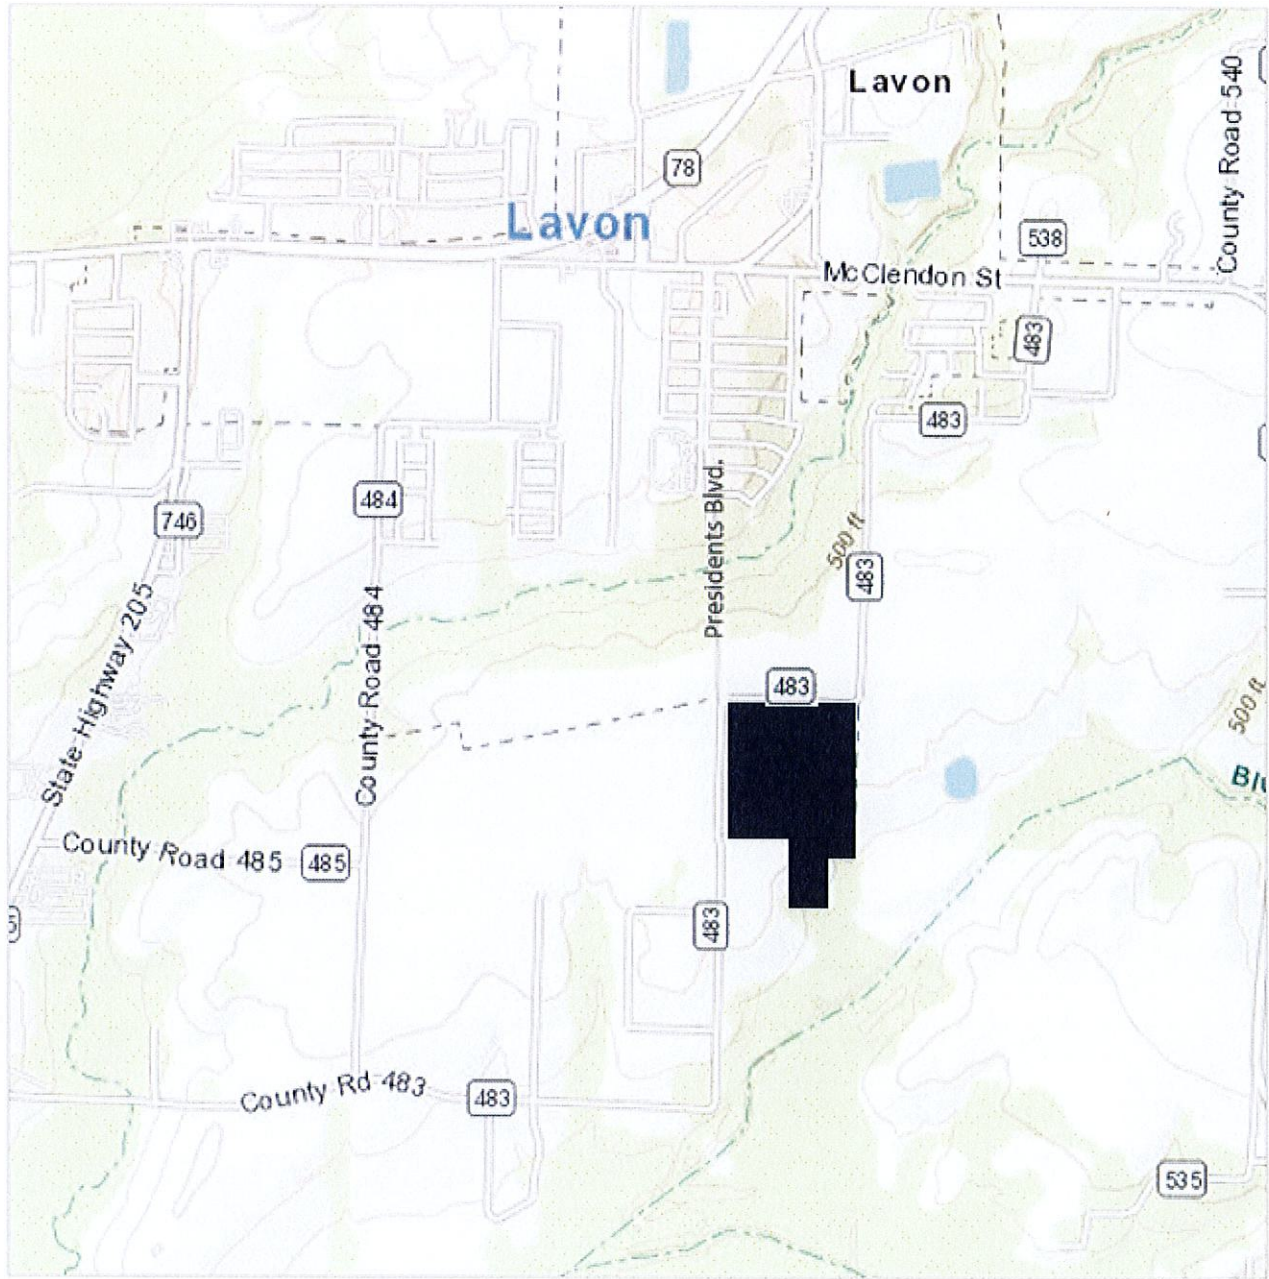 Lavon
County Road 540
78
Lavon
538
McClendon St
483
483
484
746
Presidents Blvd.
500 ft
483
State Highway 205
County Road 484
483
500 ft
County Road 485
485
483
County Rd 483
483
535